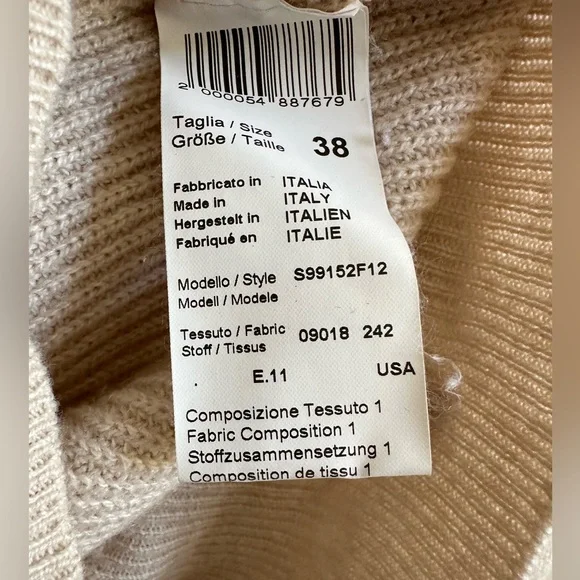 2 000054 887679
Taglia / Size
Größe / Taille 38
Fabbricato in ITALIA
Made in ITALY
Hergestelt in ITALIEN
Fabriqué en ITALIE
Modello / Style S99152F12
Modell / Modele
Tessuto / Fabric 09018 242
Stoff / Tissus
. E.11 USA
Composizione Tessuto 1
Fabric Composition 1
Stoffzusammensetzung 1
Composition de tissu 1